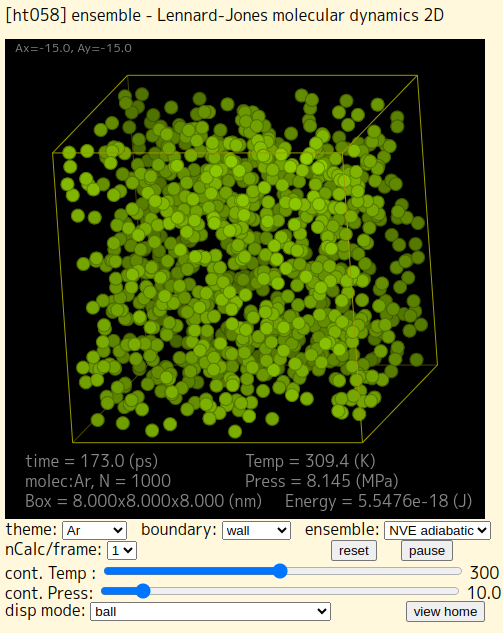 [ht058] ensemble - Lennard-Jones molecular dynamics 2D
Ax=-15.0, Ay=-15.0
time = 173.0 (ps) Temp = 309.4 (K)
molec:Ar, N = 1000 Press = 8.145 (MPa)
Box = 8.000x8.000x8.000 (nm) Energy = 5.5476e-18 (J)
theme: Ar boundary: wall ensemble: NVE adiabatic
nCalc/frame: 1 reset pause
cont. Temp : 300
cont. Press: 10.0
disp mode: ball view home